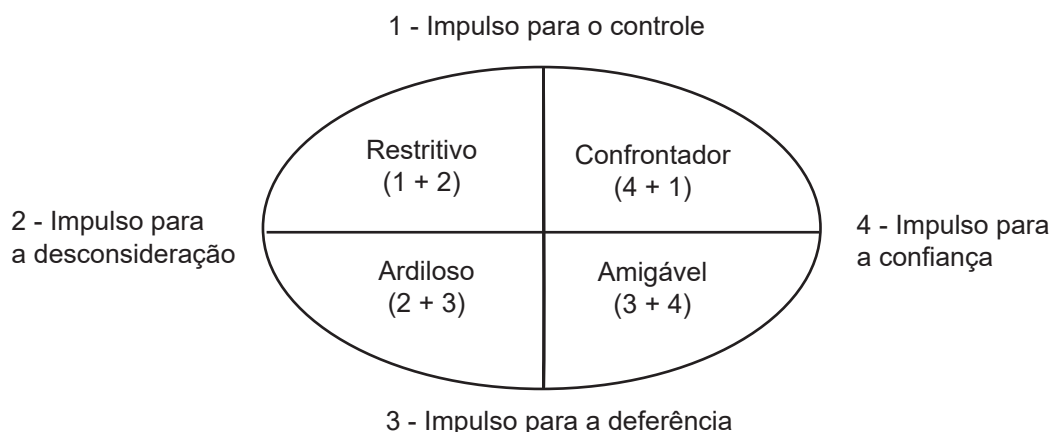 1 - Impulso para o controle
Restritivo
(1 + 2)
Confrontador
(4 + 1)
2 - Impulso para
a desconsideração
4 - Impulso para
a confiança
Ardiloso
(2 + 3)
Amigável
(3 + 4)
3 - Impulso para a deferência